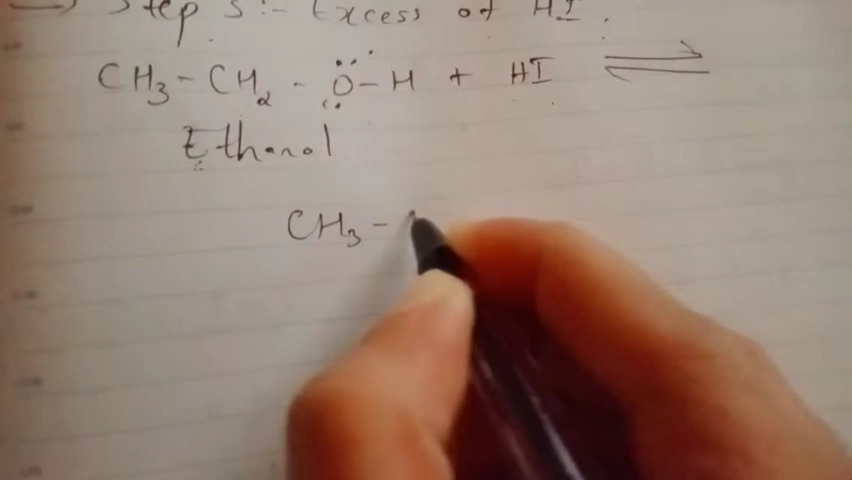 → Step 3:- Excess of HI.
CH₃-CH₂-Ö-H + HI ⇌
Ethanol
CH₃-